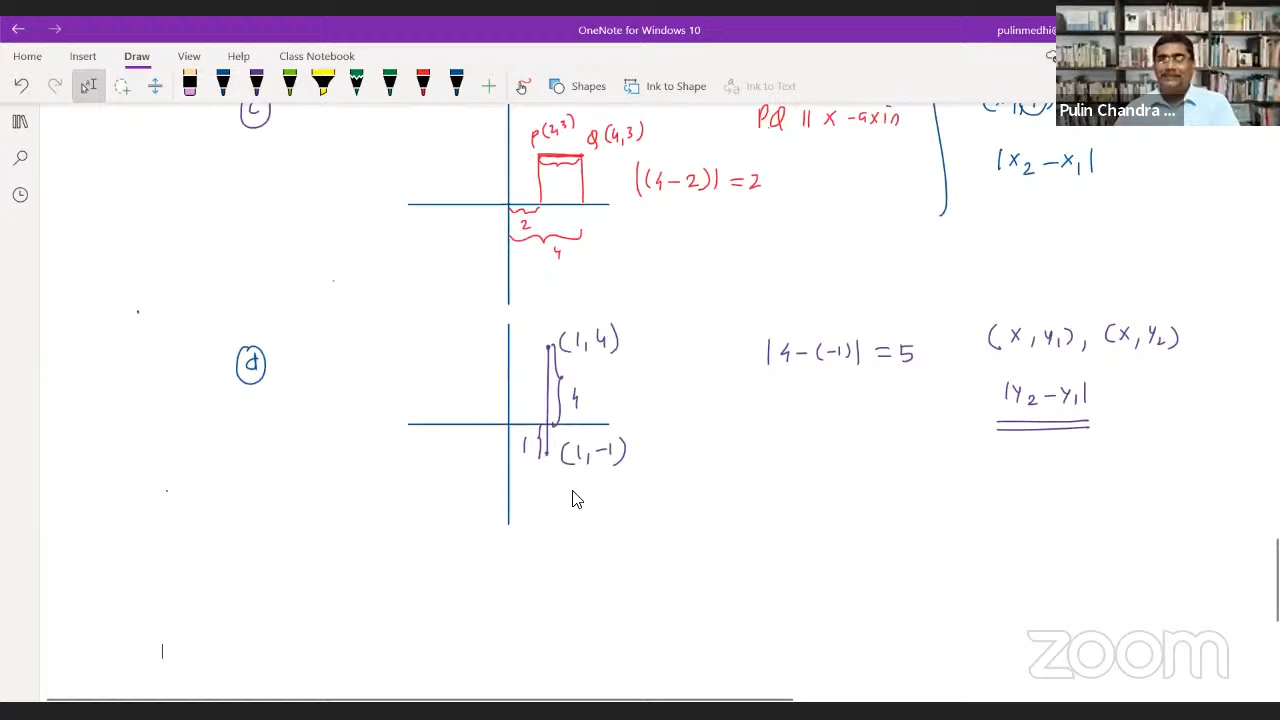 OneNote for Windows 10
pulinmedhi@
Home Insert Draw View Help Class Notebook
Shapes Ink to Shape Ink to Text
Pulin Chandra ...
c
P(2,3) Q(4,3)
PQ || x-axin
|(4-2)| = 2
|x₂-x₁|
2
4
d
(1, 4)
|4-(-1)| = 5
(x, y₁), (x, y₂)
4
|y₂-y₁|
1
(1, -1)
zoom